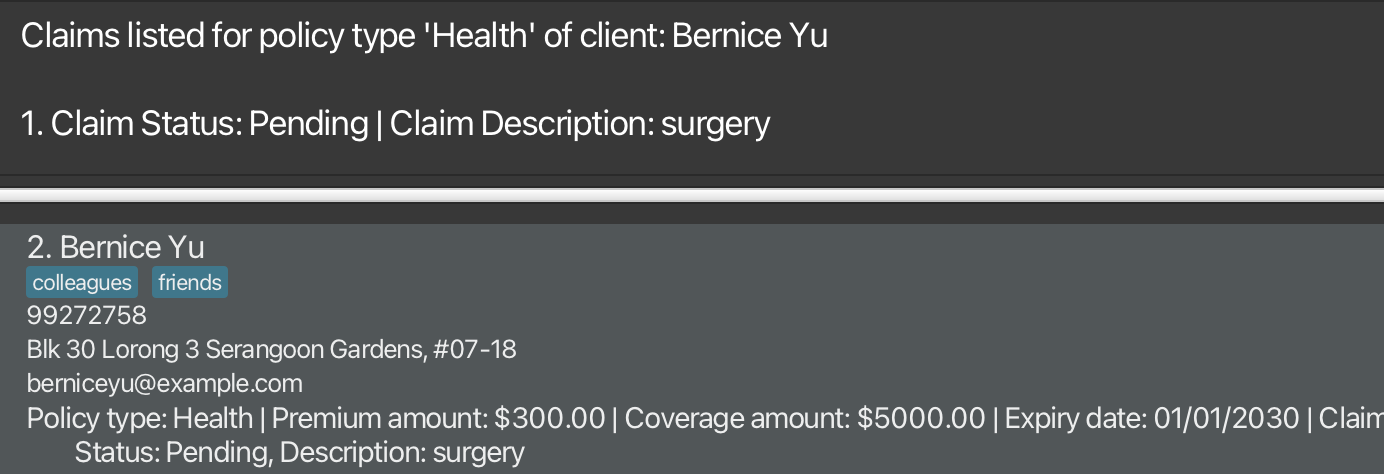 Claims listed for policy type 'Health' of client: Bernice Yu
1. Claim Status: Pending | Claim Description: surgery
2. Bernice Yu
colleagues friends
99272758
Blk 30 Lorong 3 Serangoon Gardens, #07-18
berniceyu@example.com
Policy type: Health | Premium amount: $300.00 | Coverage amount: $5000.00 | Expiry date: 01/01/2030 | Claim
Status: Pending, Description: surgery